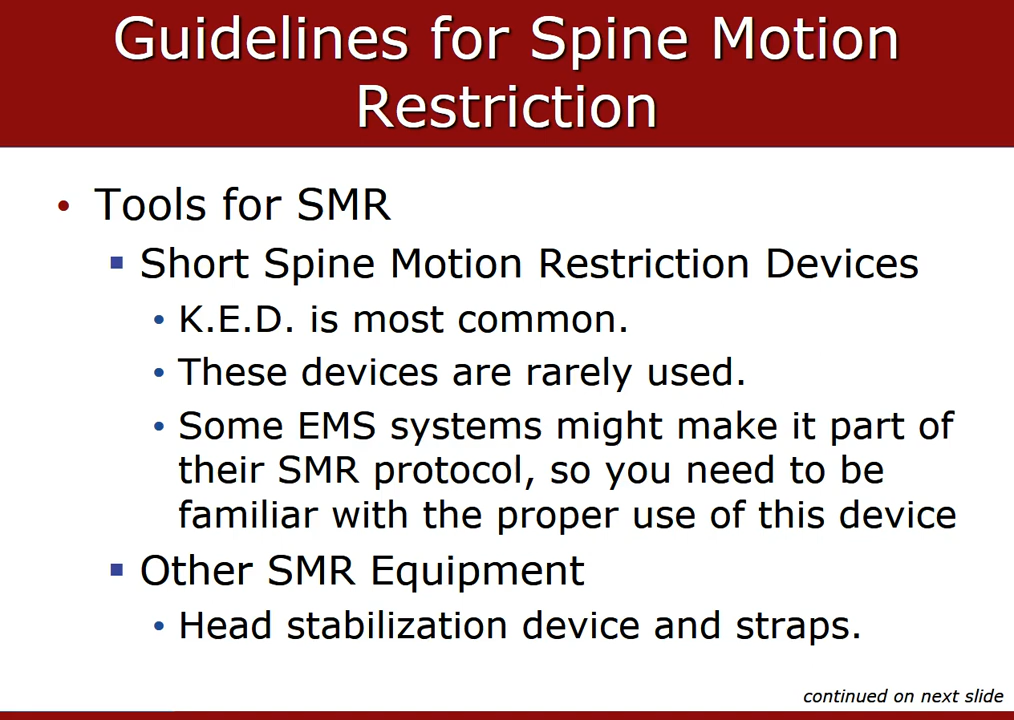 Guidelines for Spine Motion
Restriction
• Tools for SMR
▪ Short Spine Motion Restriction Devices
• K.E.D. is most common.
• These devices are rarely used.
• Some EMS systems might make it part of
their SMR protocol, so you need to be
familiar with the proper use of this device
▪ Other SMR Equipment
• Head stabilization device and straps.
continued on next slide